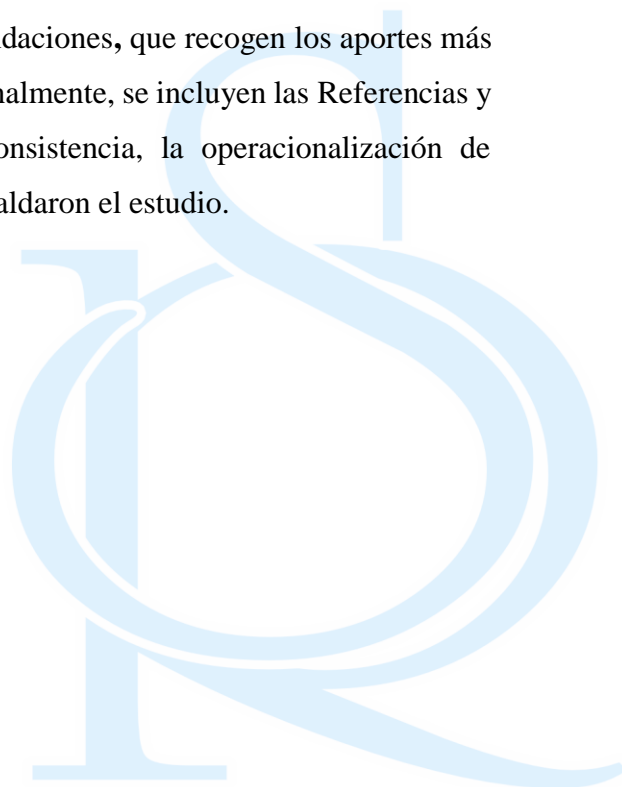 daciones, que recogen los aportes más
nalmente, se incluyen las Referencias y
onsistencia, la operacionalización de
aldaron el estudio.